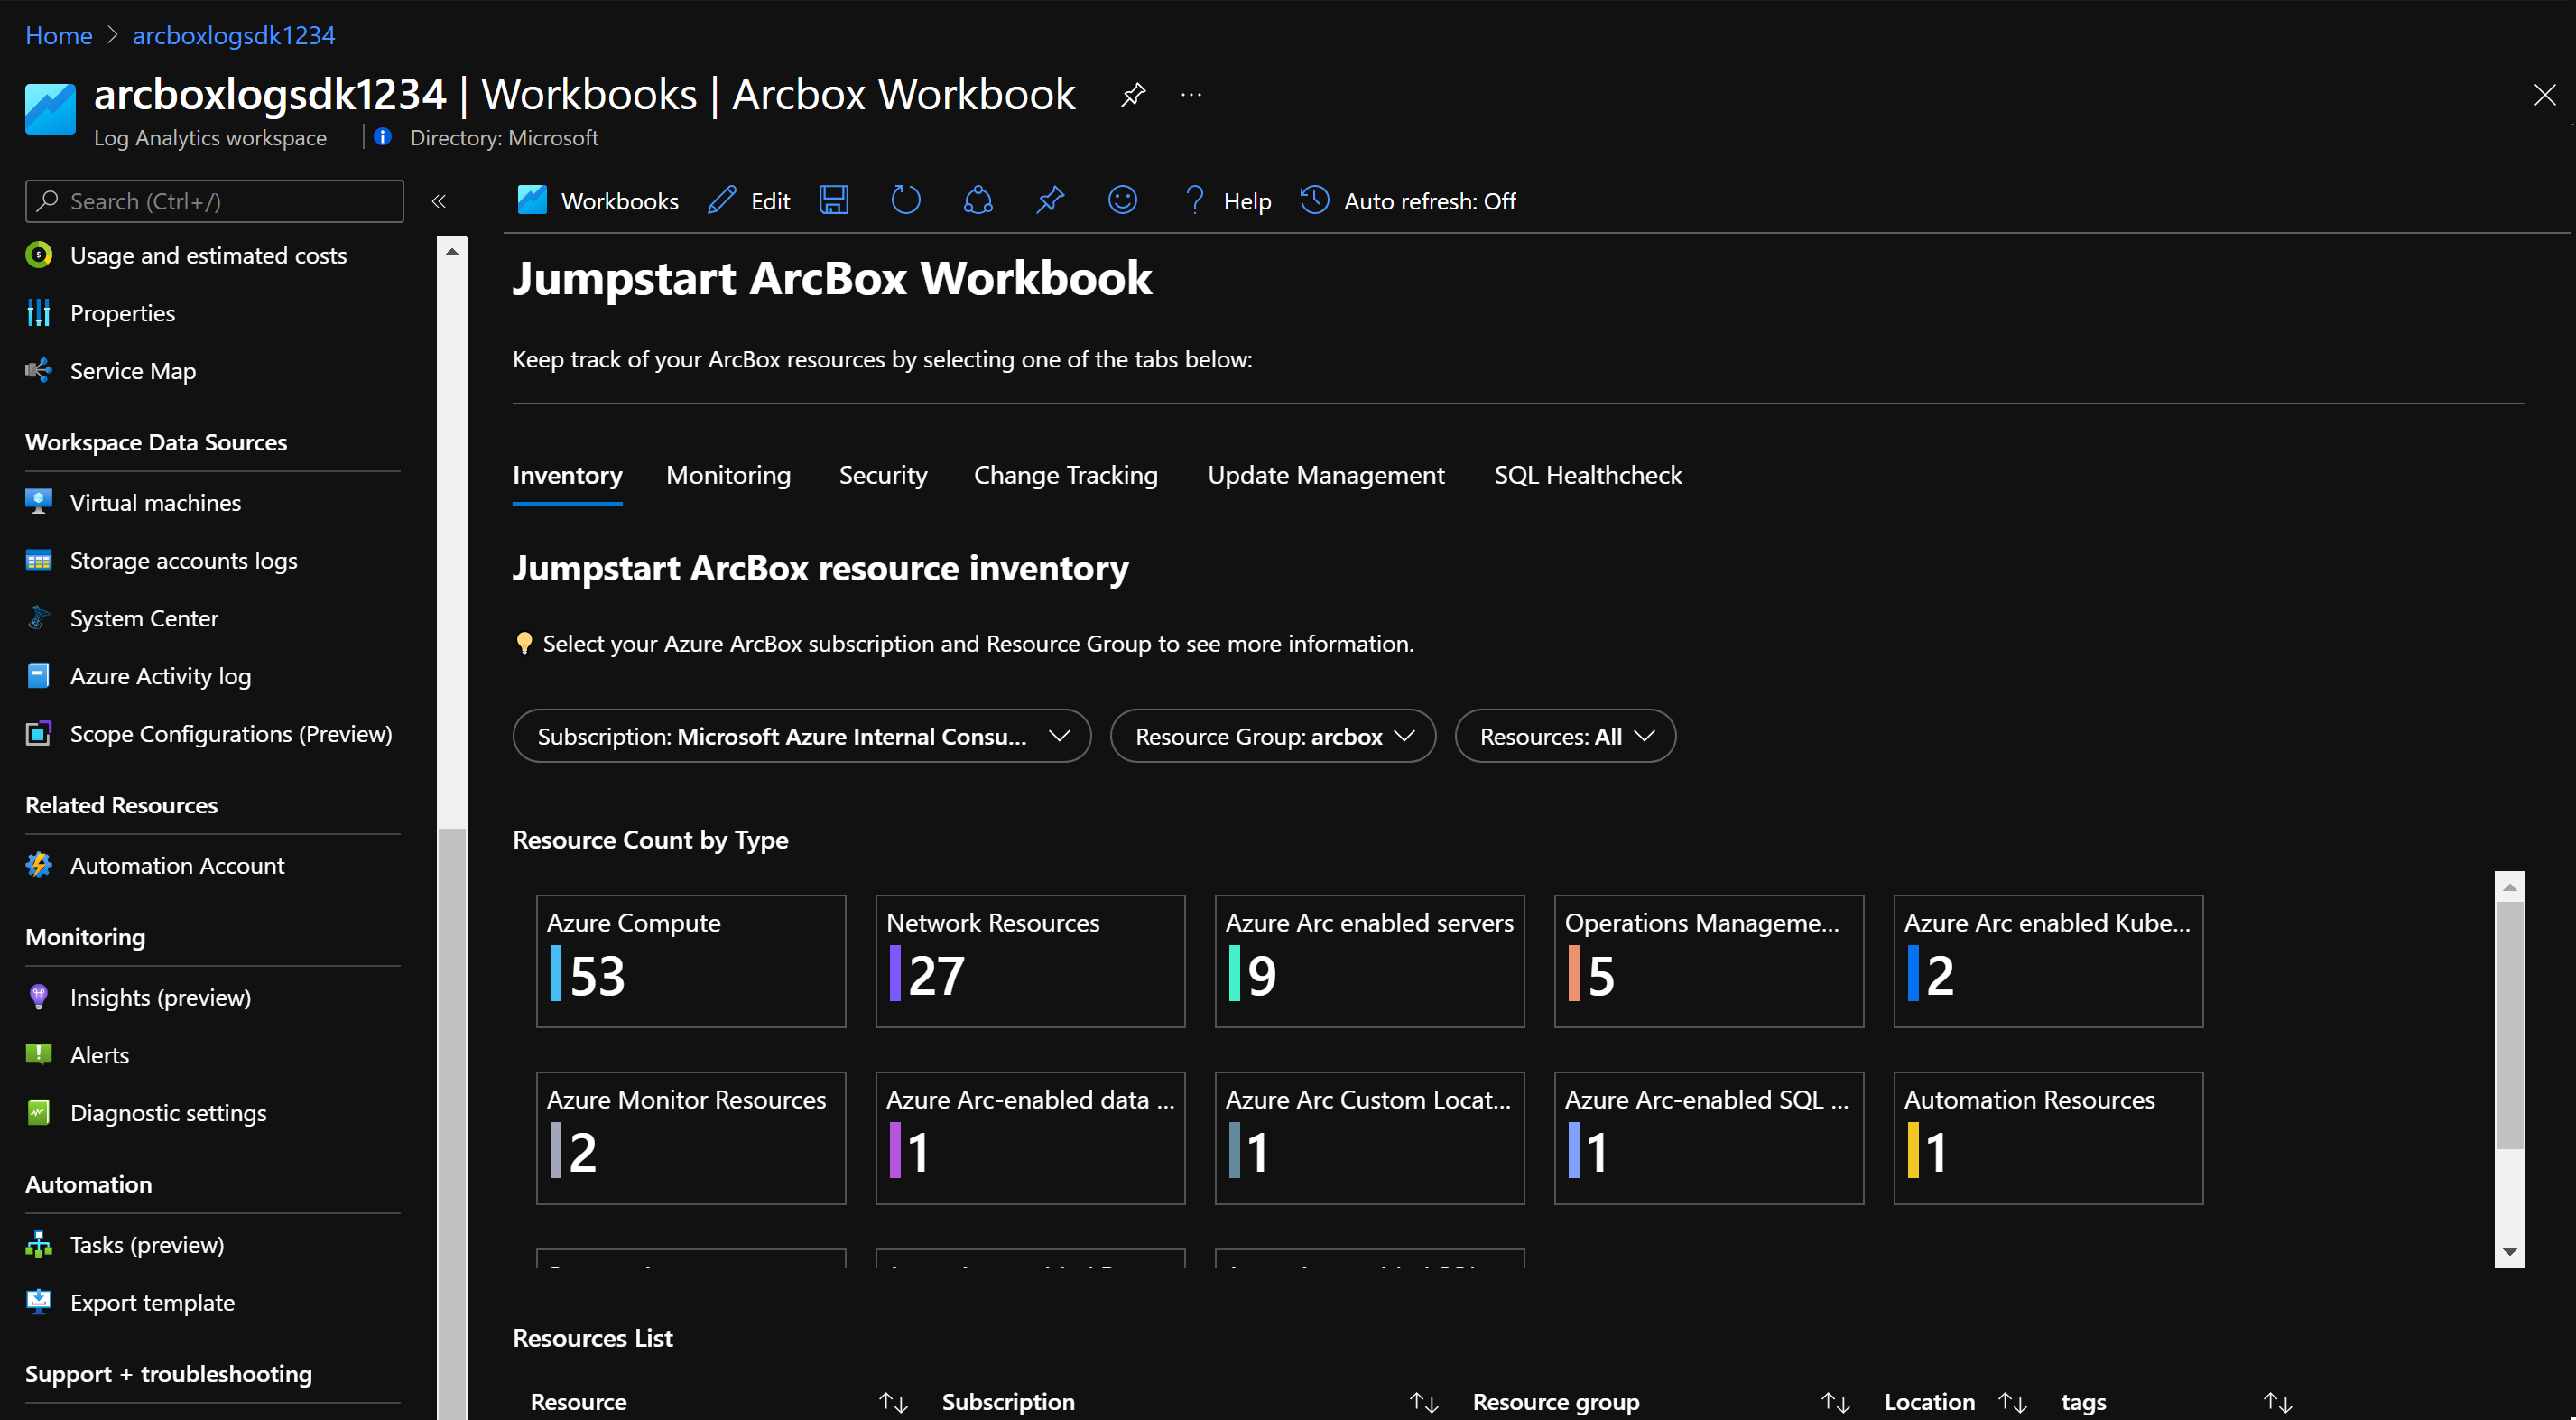 Home > arcboxlogsdk1234
arcboxlogsdk1234 | Workbooks | Arcbox Workbook ...
Log Analytics workspace | Directory: Microsoft
Search (Ctrl+/) «
Usage and estimated costs
Properties
Service Map
Workspace Data Sources
Virtual machines
Storage accounts logs
System Center
Azure Activity log
Scope Configurations (Preview)
Related Resources
Automation Account
Monitoring
Insights (preview)
Alerts
Diagnostic settings
Automation
Tasks (preview)
Export template
Support + troubleshooting
Workbooks Edit ? Help Auto refresh: Off
Jumpstart ArcBox Workbook
Keep track of your ArcBox resources by selecting one of the tabs below:
Inventory Monitoring Security Change Tracking Update Management SQL Healthcheck
Jumpstart ArcBox resource inventory
Select your Azure ArcBox subscription and Resource Group to see more information.
Subscription: Microsoft Azure Internal Consu... Resource Group: arcbox Resources: All
Resource Count by Type
Azure Compute
53
Network Resources
27
Azure Arc enabled servers
9
Operations Manageme...
5
Azure Arc enabled Kube...
2
Azure Monitor Resources
2
Azure Arc-enabled data ...
1
Azure Arc Custom Locat...
1
Azure Arc-enabled SQL ...
1
Automation Resources
1
Resources List
Resource ↑↓ Subscription ↑↓ Resource group ↑↓ Location ↑↓ tags ↑↓